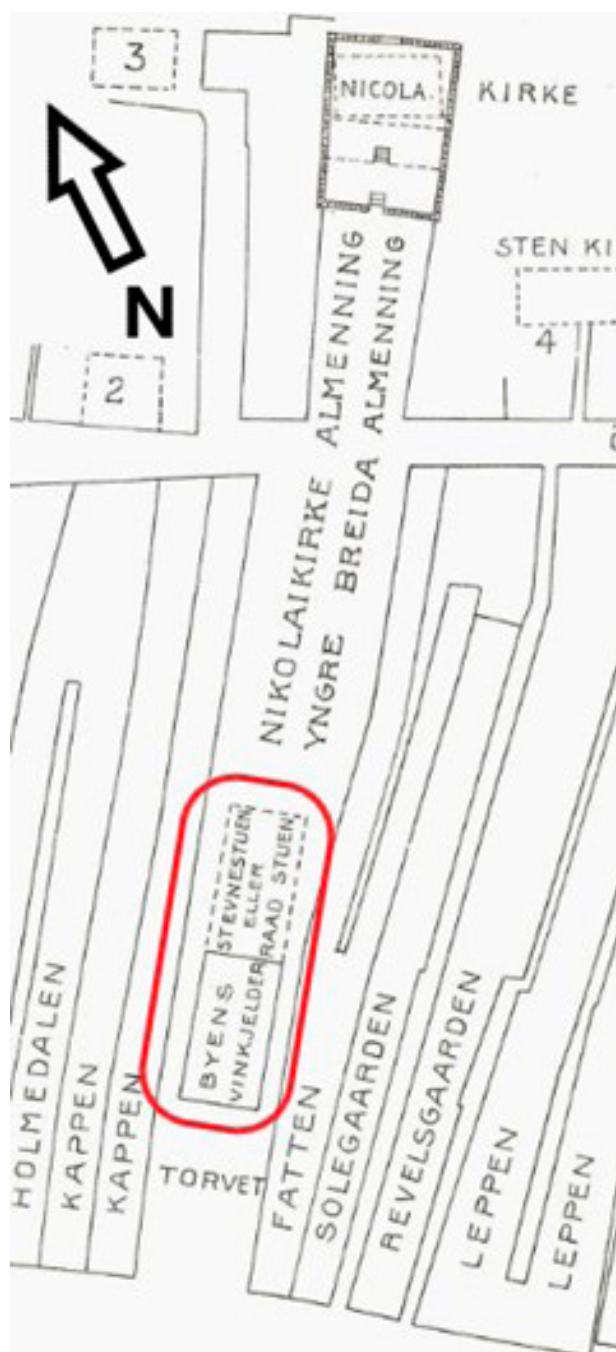 3
NICOLA KIRKE
N
STEN KI
4
2
NIKOLAIKIRKE ALMENNING
YNGRE BREIDA ALMENNING
STEVNESTUEN,
ELLER
RAAD STUEN,
BYENS
VINKJELDER
HOLMEDALEN
KAPPEN
KAPPEN
TORVET
FATTEN
SOLEGAARDEN
REVELSGAARDEN
LEPPEN
LEPPEN